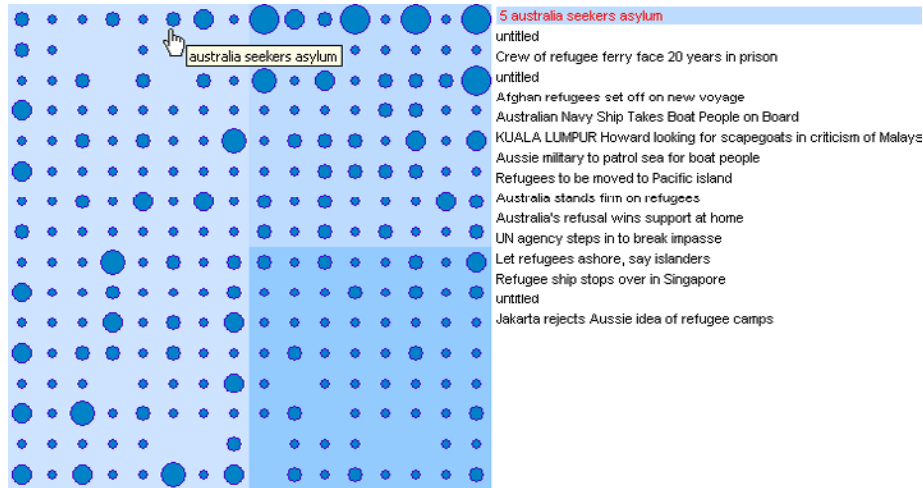 australia seekers asylum
5 australia seekers asylum
untitled
Crew of refugee ferry face 20 years in prison
untitled
Afghan refugees set off on new voyage
Australian Navy Ship Takes Boat People on Board
KUALA LUMPUR Howard looking for scapegoats in criticism of Malays
Aussie military to patrol sea for boat people
Refugees to be moved to Pacific island
Australia stands firm on refugees
Australia's refusal wins support at home
UN agency steps in to break impasse
Let refugees ashore, say islanders
Refugee ship stops over in Singapore
untitled
Jakarta rejects Aussie idea of refugee camps